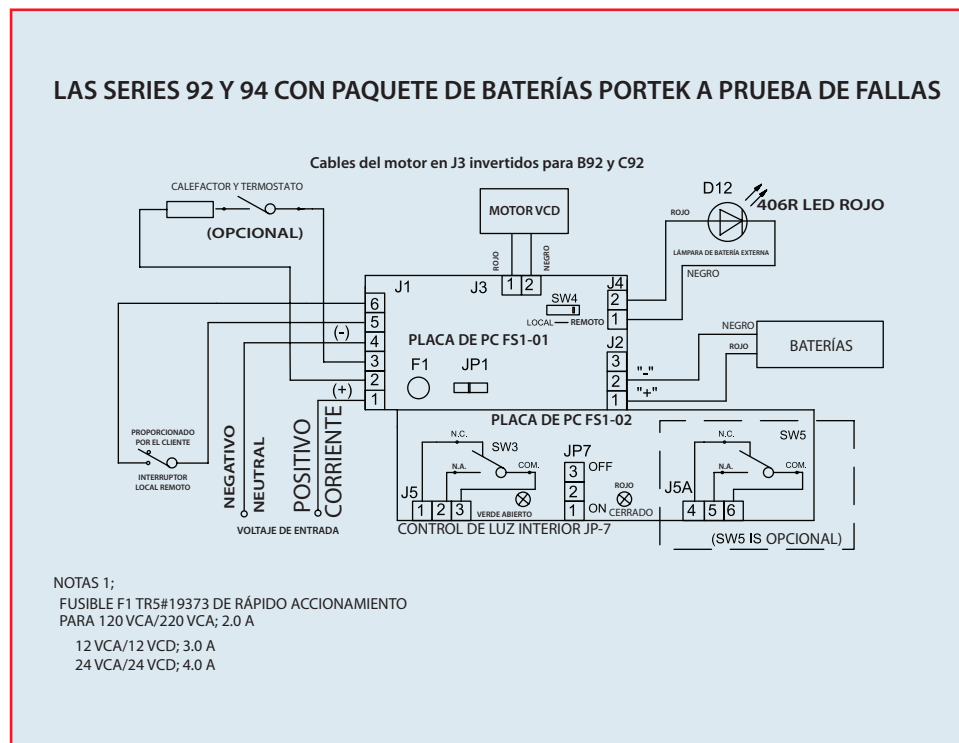 LAS SERIES 92 Y 94 CON PAQUETE DE BATERÍAS PORTEK A PRUEBA DE FALLAS
Cables del motor en J3 invertidos para B92 y C92
CALEFACTOR Y TERMOSTATO
(OPCIONAL)
MOTOR VCD
ROJO
NEGRO
D12
406R LED ROJO
ROJO
LÁMPARA DE BATERÍA EXTERNA
NEGRO
J1
J3
1 2
J4
2
1
SW4
LOCAL
REMOTO
6
5
4
3
2
1
(-)
(+)
PLACA DE PC FS1-01
F1
JP1
J2
3
2
1
"-"
"+"
NEGRO
ROJO
BATERÍAS
PLACA DE PC FS1-02
PROPORCIONADO
POR EL CLIENTE
INTERRUPTOR
LOCAL REMOTO
NEGATIVO
NEUTRAL
POSITIVO
CORRIENTE
VOLTAJE DE ENTRADA
N.C.
SW3
N.A.
COM.
J5
1 2 3
VERDE ABIERTO
JP7
3 OFF
2
1 ON
ROJO
CERRADO
CONTROL DE LUZ INTERIOR JP-7
N.C.
SW5
N.A.
COM.
J5A
4 5 6
(SW5 IS OPCIONAL)
NOTAS 1;
FUSIBLE F1 TR5#19373 DE RÁPIDO ACCIONAMIENTO
PARA 120 VCA/220 VCA; 2.0 A
12 VCA/12 VCD; 3.0 A
24 VCA/24 VCD; 4.0 A